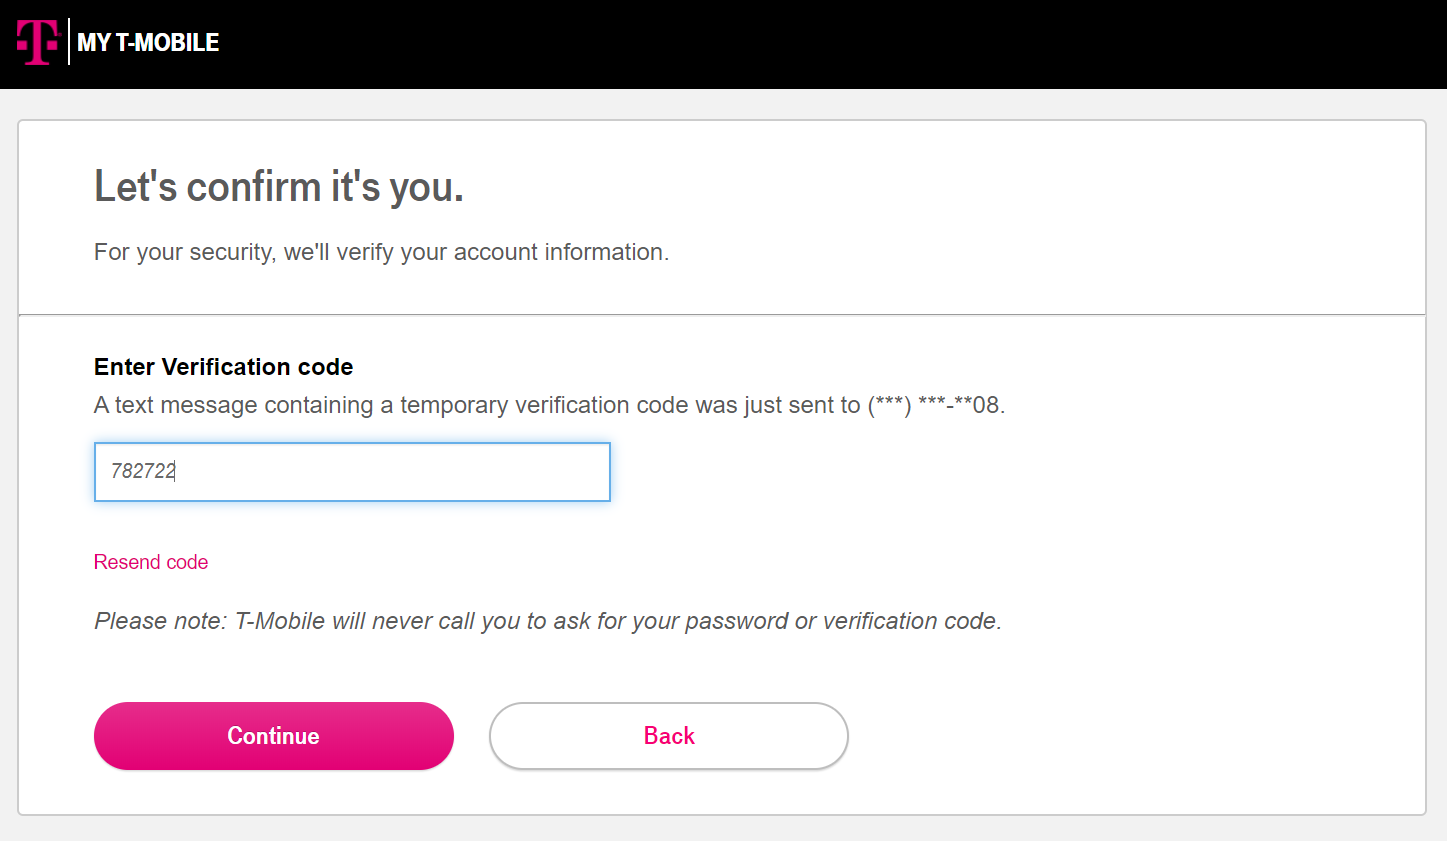 T MY T-MOBILE
Let's confirm it's you.
For your security, we'll verify your account information.
Enter Verification code
A text message containing a temporary verification code was just sent to (***) ***-**08.
782722
Resend code
Please note: T-Mobile will never call you to ask for your password or verification code.
Continue Back